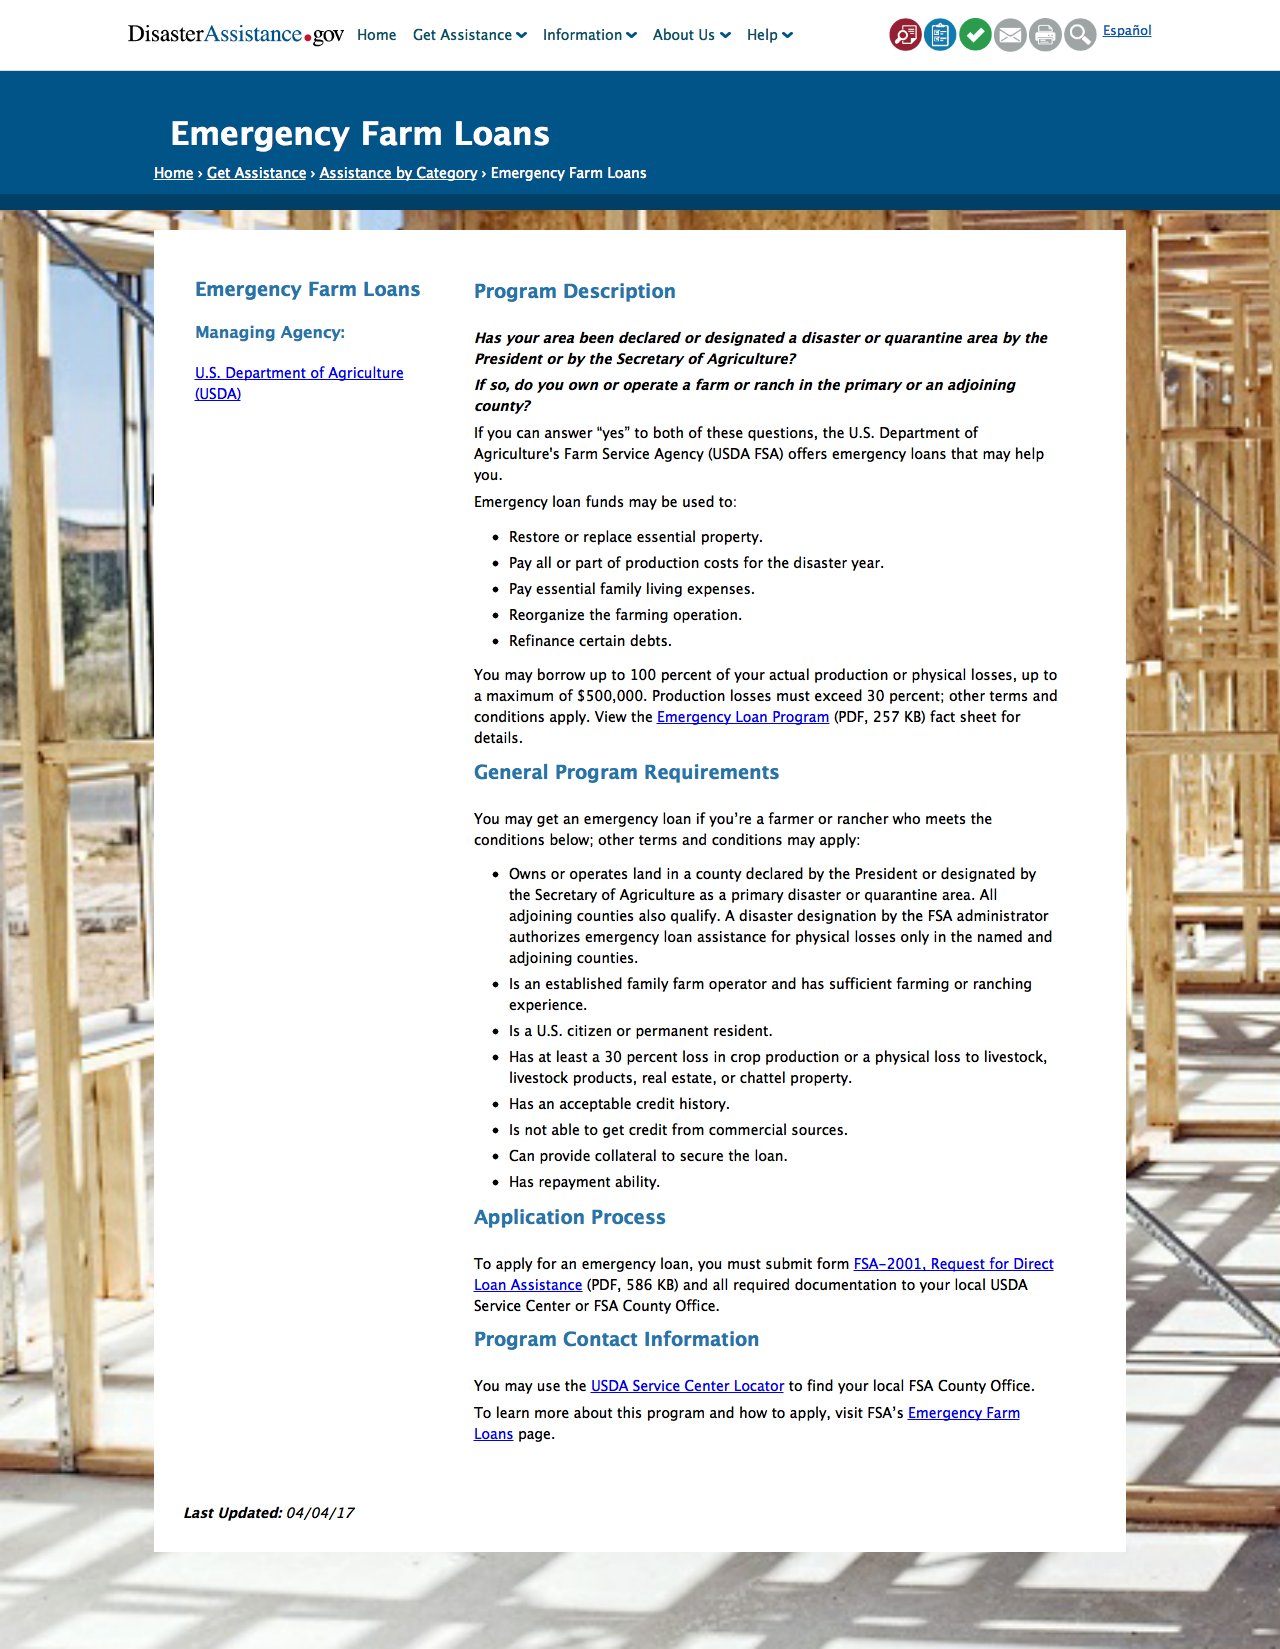 DisasterAssistance.gov Home Get Assistance Information About Us Help Español
Emergency Farm Loans
Home › Get Assistance › Assistance by Category › Emergency Farm Loans
Emergency Farm Loans
Managing Agency:
U.S. Department of Agriculture
(USDA)
Program Description
Has your area been declared or designated a disaster or quarantine area by the
President or by the Secretary of Agriculture?
If so, do you own or operate a farm or ranch in the primary or an adjoining
county?
If you can answer “yes” to both of these questions, the U.S. Department of
Agriculture's Farm Service Agency (USDA FSA) offers emergency loans that may help
you.
Emergency loan funds may be used to:
• Restore or replace essential property.
• Pay all or part of production costs for the disaster year.
• Pay essential family living expenses.
• Reorganize the farming operation.
• Refinance certain debts.
You may borrow up to 100 percent of your actual production or physical losses, up to
a maximum of $500,000. Production losses must exceed 30 percent; other terms and
conditions apply. View the Emergency Loan Program (PDF, 257 KB) fact sheet for
details.
General Program Requirements
You may get an emergency loan if you’re a farmer or rancher who meets the
conditions below; other terms and conditions may apply:
• Owns or operates land in a county declared by the President or designated by
the Secretary of Agriculture as a primary disaster or quarantine area. All
adjoining counties also qualify. A disaster designation by the FSA administrator
authorizes emergency loan assistance for physical losses only in the named and
adjoining counties.
• Is an established family farm operator and has sufficient farming or ranching
experience.
• Is a U.S. citizen or permanent resident.
• Has at least a 30 percent loss in crop production or a physical loss to livestock,
livestock products, real estate, or chattel property.
• Has an acceptable credit history.
• Is not able to get credit from commercial sources.
• Can provide collateral to secure the loan.
• Has repayment ability.
Application Process
To apply for an emergency loan, you must submit form FSA-2001, Request for Direct
Loan Assistance (PDF, 586 KB) and all required documentation to your local USDA
Service Center or FSA County Office.
Program Contact Information
You may use the USDA Service Center Locator to find your local FSA County Office.
To learn more about this program and how to apply, visit FSA’s Emergency Farm
Loans page.
Last Updated: 04/04/17